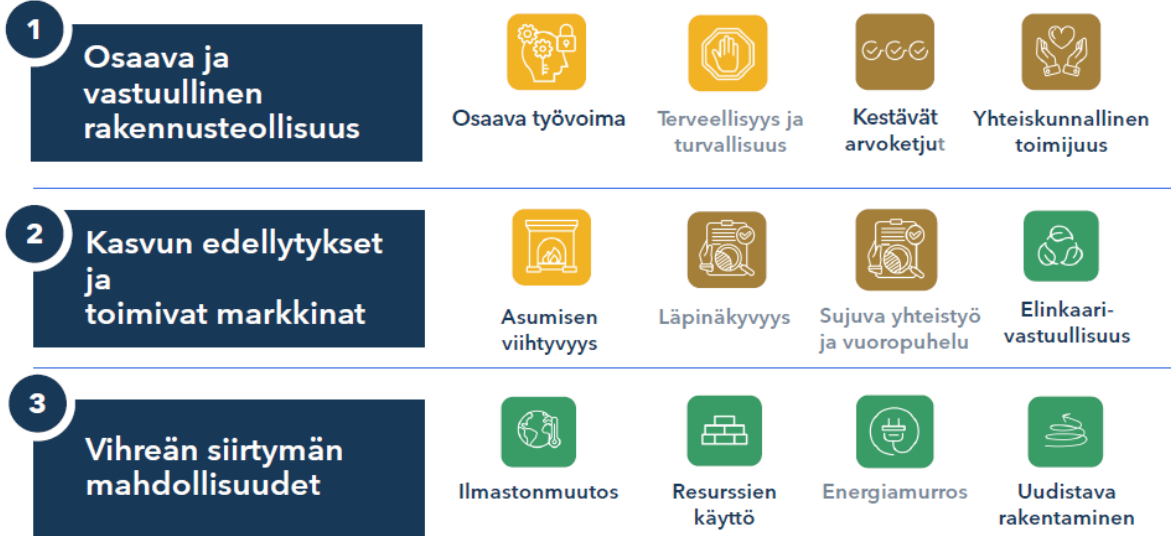 1
Osaava ja
vastuullinen
rakennusteollisuus
Osaava työvoima
Terveellisyys ja
turvallisuus
Kestävät
arvoketjut
Yhteiskunnallinen
toimijuus
2
Kasvun edellytykset
ja
toimivat markkinat
Asumisen
viihtyvyys
Läpinäkyvyys
Sujuva yhteistyö
ja vuoropuhelu
Elinkaari-
vastuullisuus
3
Vihreän siirtymän
mahdollisuudet
Ilmastonmuutos
Resurssien
käyttö
Energiamurros
Uudistava
rakentaminen